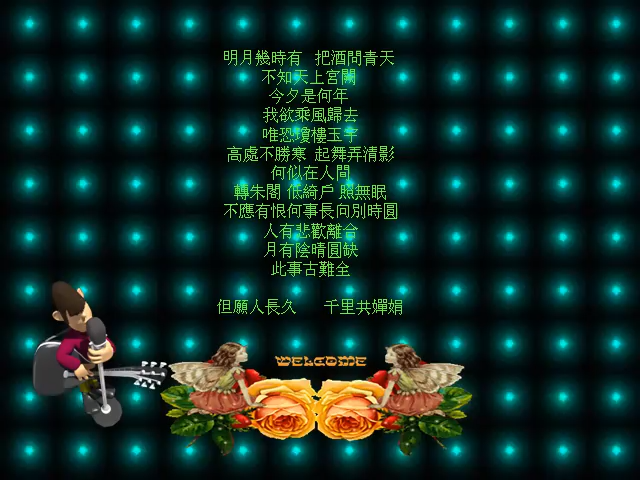 明月幾時有 把酒問青天
不知天上宮闕
今夕是何年
我欲乘風歸去
唯恐瓊樓玉宇
高處不勝寒 起舞弄清影
何似在人間
轉朱閣 低綺戶 照無眠
不應有恨何事長向別時圓
人有悲歡離合
月有陰晴圓缺
此事古難全
但願人長久 千里共嬋娟
WELCOME